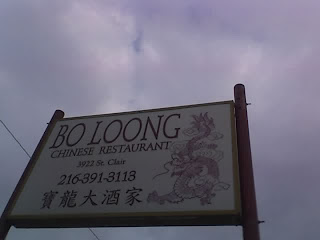 BO LOONG
CHINESE RESTAURANT
3922 St. Clair
216-391-3113
寶龍大酒家